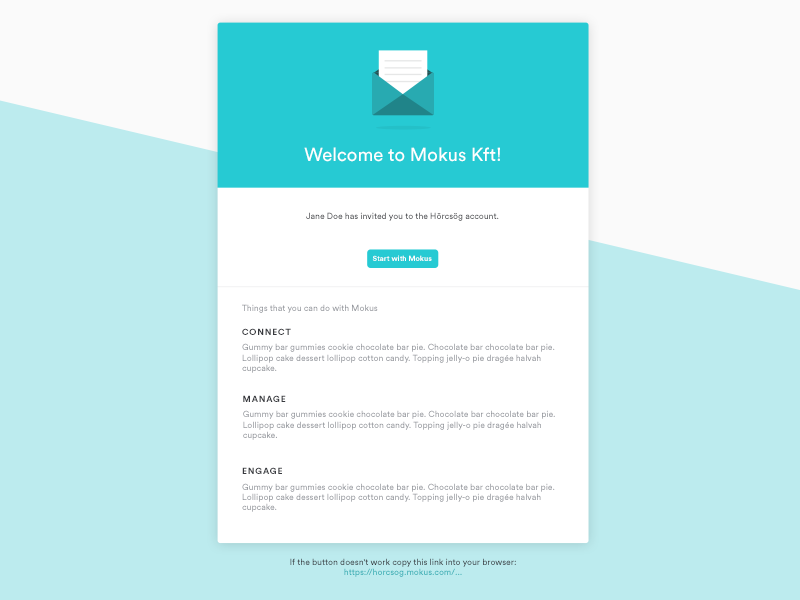 Welcome to Mokus Kft!
Jane Doe has invited you to the Hörcsög account.
Start with Mokus
Things that you can do with Mokus
CONNECT
Gummy bar gummies cookie chocolate bar pie. Chocolate bar chocolate bar pie.
Lollipop cake dessert lollipop cotton candy. Topping jelly-o pie dragée halvah
cupcake.
MANAGE
Gummy bar gummies cookie chocolate bar pie. Chocolate bar chocolate bar pie.
Lollipop cake dessert lollipop cotton candy. Topping jelly-o pie dragée halvah
cupcake.
ENGAGE
Gummy bar gummies cookie chocolate bar pie. Chocolate bar chocolate bar pie.
Lollipop cake dessert lollipop cotton candy. Topping jelly-o pie dragée halvah
cupcake.
If the button doesn't work copy this link into your browser:
https://horcsog.mokus.com/...